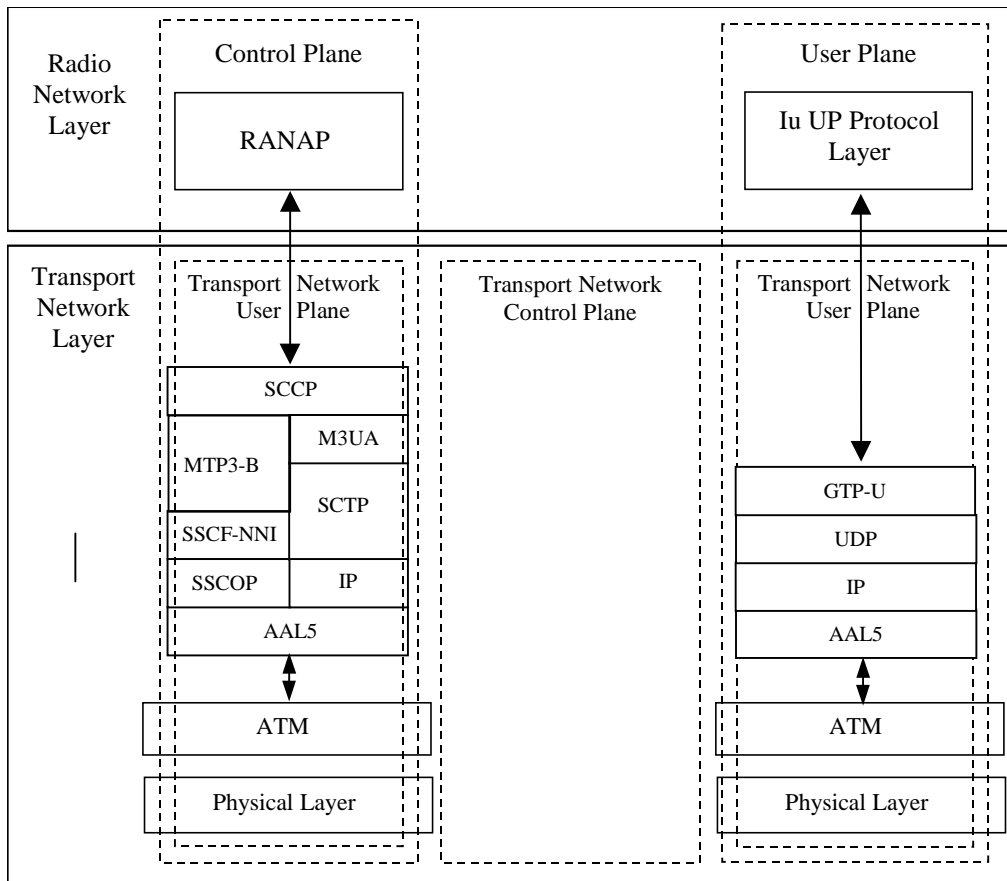 Control Plane
User Plane
Radio
Network
Layer
RANAP
Iu UP Protocol
Layer
Transport
Network
Layer
Transport Network
User Plane
Transport Network
Control Plane
Transport Network
User Plane
SCCP
MTP3-B
M3UA
SCTP
SSCF-NNI
SSCOP
IP
AAL5
GTP-U
UDP
IP
AAL5
ATM
ATM
Physical Layer
Physical Layer